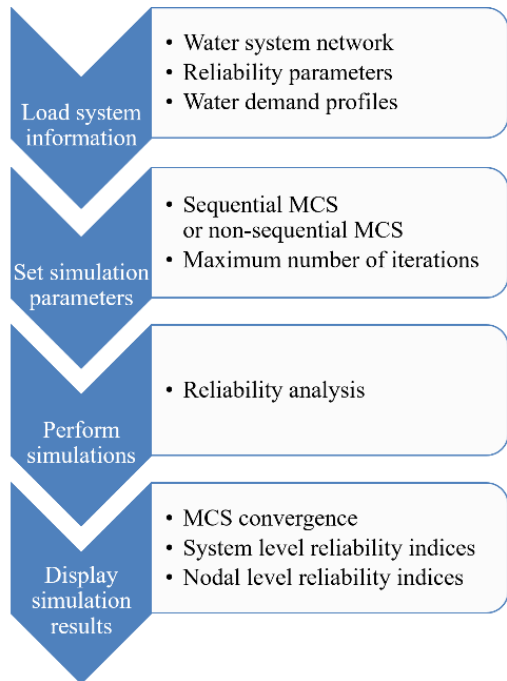 Load system
information
• Water system network
• Reliability parameters
• Water demand profiles
Set simulation
parameters
• Sequential MCS
or non-sequential MCS
• Maximum number of iterations
Perform
simulations
• Reliability analysis
Display
simulation
results
• MCS convergence
• System level reliability indices
• Nodal level reliability indices